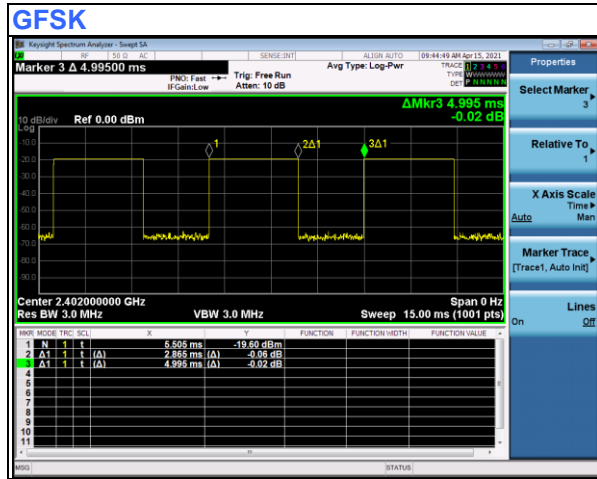 GFSK
Keysight Spectrum Analyzer - Swept SA
RF 50 Ω AC SENSE:INT ALIGN AUTO 09:44:49 AM Apr 15, 2021
Marker 3 Δ 4.99500 ms
PNO: Fast
IFGain:Low
Trig: Free Run
Atten: 10 dB
Avg Type: Log-Pwr
TRACE 1 2 3 4 5 6
TYPE WWWWWW
DET P NNNNN
ΔMkr3 4.995 ms
-0.02 dB
10 dB/div Ref 0.00 dBm
Log
-10.0
-20.0
-30.0
-40.0
-50.0
-60.0
-70.0
-80.0
-90.0
1
2Δ1
3Δ1
Center 2.402000000 GHz Span 0 Hz
Res BW 3.0 MHz VBW 3.0 MHz Sweep 15.00 ms (1001 pts)
MKR MODE TRC SCL X Y FUNCTION FUNCTION WIDTH FUNCTION VALUE
1 N 1 t 5.505 ms -19.60 dBm
2 Δ1 1 t (Δ) 2.865 ms (Δ) -0.06 dB
3 Δ1 1 t (Δ) 4.995 ms (Δ) -0.02 dB
4
5
6
7
8
9
10
11
MSG STATUS
Properties
Select Marker
3
Relative To
1
X Axis Scale
Time
Auto Man
Marker Trace
[Trace1, Auto Init]
Lines
On Off